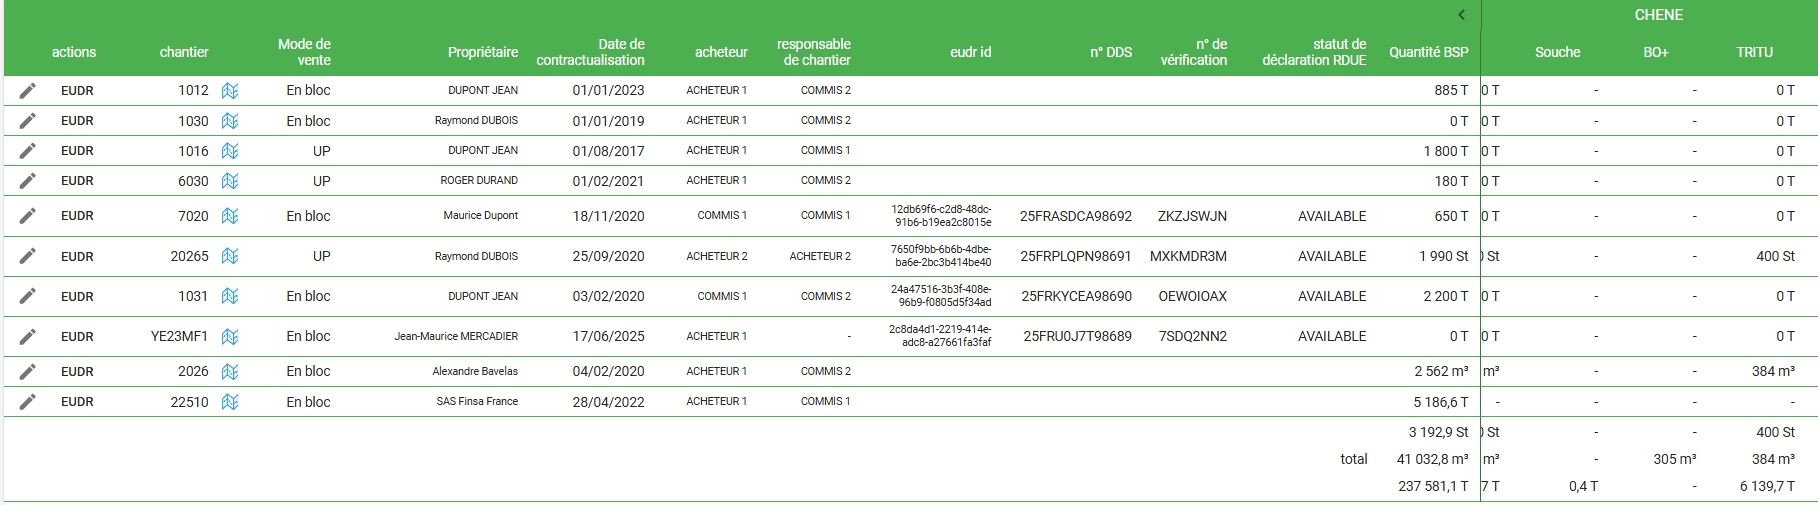 CHENE
actions chantier Mode de vente Propriétaire Date de contractualisation acheteur responsable de chantier eudr id n° DDS n° de vérification statut de déclaration RDUE Quantité BSP Souche BO+ TRITU
EUDR 1012 En bloc DUPONT JEAN 01/01/2023 ACHETEUR 1 COMMIS 2 885 T 0 T - - 0 T
EUDR 1030 En bloc Raymond DUBOIS 01/01/2019 ACHETEUR 1 COMMIS 2 0 T 0 T - - 0 T
EUDR 1016 UP DUPONT JEAN 01/08/2017 ACHETEUR 1 COMMIS 1 1 800 T 0 T - - 0 T
EUDR 6030 UP ROGER DURAND 01/02/2021 ACHETEUR 1 COMMIS 2 180 T 0 T - - 0 T
EUDR 7020 En bloc Maurice Dupont 18/11/2020 COMMIS 1 COMMIS 1 12db69f6-c2d8-48dc-91b6-b19ea2c8015e 25FRASDCA98692 ZKZJSWJN AVAILABLE 650 T 0 T - - 0 T
EUDR 20265 UP Raymond DUBOIS 25/09/2020 ACHETEUR 2 ACHETEUR 2 7650f9bb-6b6b-4dbe-ba6e-2bc3b414be40 25FRPLQPN98691 MXKMDR3M AVAILABLE 1 990 St St - - 400 St
EUDR 1031 En bloc DUPONT JEAN 03/02/2020 COMMIS 1 COMMIS 2 24a47516-3b3f-408e-96b9-f0805d5f34ad 25FRKYCEA98690 OEWOIOAX AVAILABLE 2 200 T 0 T - - 0 T
EUDR YE23MF1 En bloc Jean-Maurice MERCADIER 17/06/2025 ACHETEUR 1 - 2c8da4d1-2219-414e-adc8-a27661fa3faf 25FRU0J7T98689 7SDQ2NN2 AVAILABLE 0 T 0 T - - 0 T
EUDR 2026 En bloc Alexandre Bavelas 04/02/2020 ACHETEUR 1 COMMIS 2 2 562 m³ m³ - - 384 m³
EUDR 22510 En bloc SAS Finsa France 28/04/2022 ACHETEUR 1 COMMIS 1 5 186,6 T - - - -
3 192,9 St St - - 400 St
total 41 032,8 m³ m³ - 305 m³ 384 m³
237 581,1 T 7 T 0,4 T - 6 139,7 T